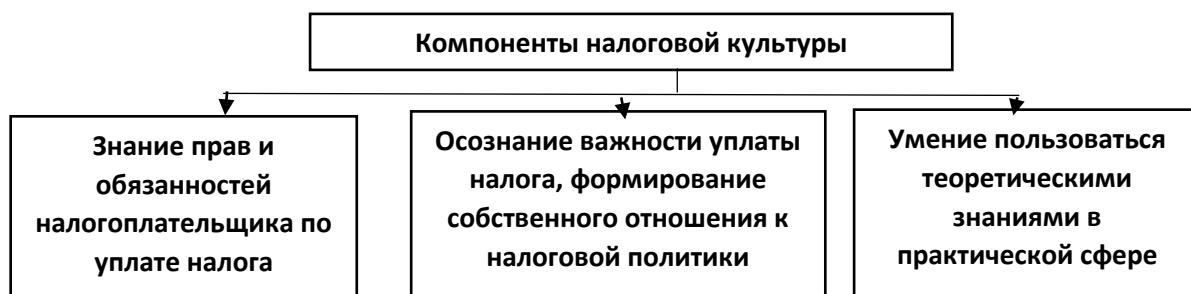 Компоненты налоговой культуры
Знание прав и
обязанностей
налогоплательщика по
уплате налога
Осознание важности уплаты
налога, формирование
собственного отношения к
налоговой политики
Умение пользоваться
теоретическими
знаниями в
практической сфере